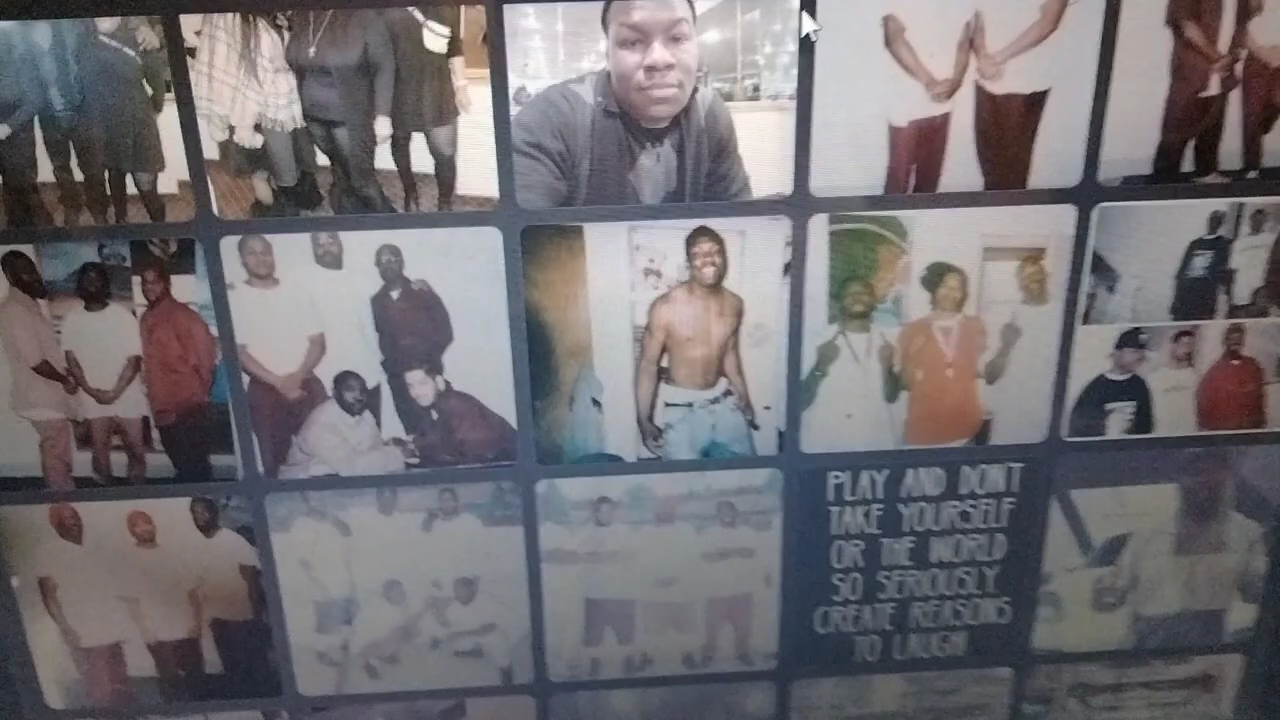 PLAY AND DON'T
TAKE YOURSELF
OR THE WORLD
SO SERIOUSLY.
CREATE REASONS
TO LAUGH